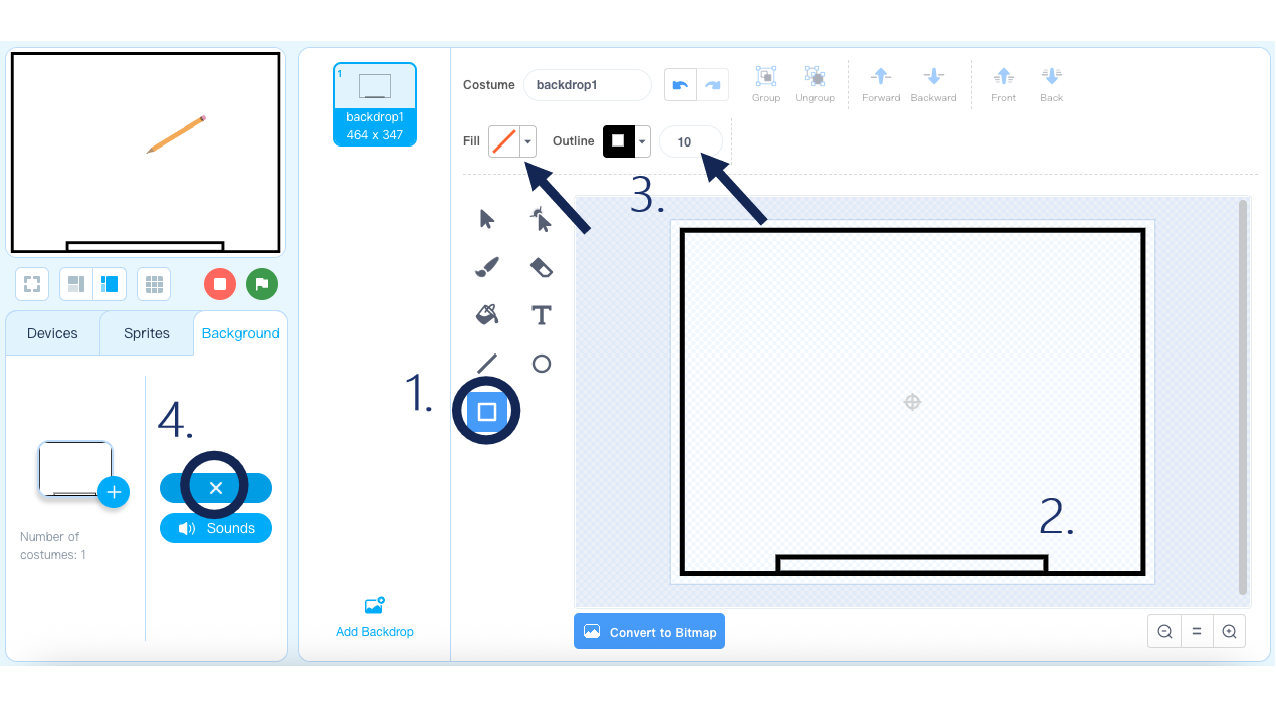 1
backdrop1
464 x 347
Costume
backdrop1
Group
Ungroup
Forward
Backward
Front
Back
Fill
Outline
10
3.
Devices
Sprites
Background
1.
4.
2.
Sounds
Number of
costumes: 1
Add Backdrop
Convert to Bitmap